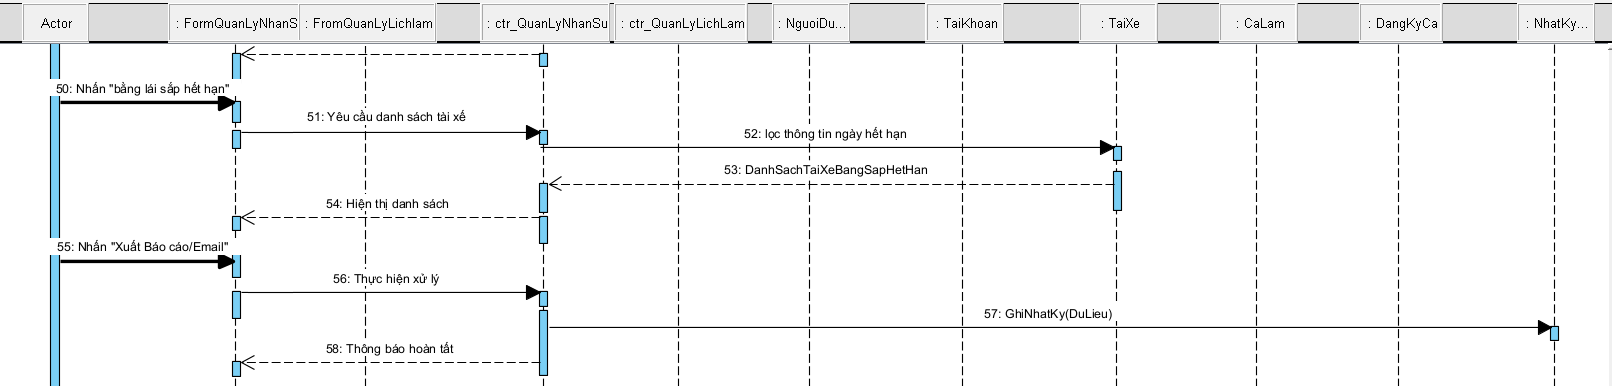 Actor
: FormQuanLyNhanS
: FromQuanLyLichlam
: ctr_QuanLyNhanSu
: ctr_QuanLyLichLam
: NguoiDu...
: TaiKhoan
: TaiXe
: CaLam
: DangKyCa
: NhatKy...
50: Nhấn "bằng lái sắp hết hạn"
51: Yêu cầu danh sách tài xế
52: lọc thông tin ngày hết hạn
53: DanhSachTaiXeBangSapHetHan
54: Hiện thị danh sách
55: Nhấn "Xuất Báo cáo/Email"
56: Thực hiện xử lý
57: GhiNhatKy(DuLieu)
58: Thông báo hoàn tất